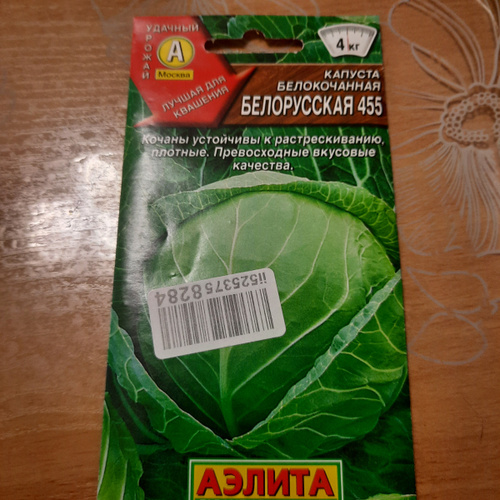 УДАЧНЫЙ
УРОЖАЙ
А
Москва
ЛУЧШАЯ ДЛЯ
КВАШЕНИЯ
4 кг
КАПУСТА
БЕЛОКОЧАННАЯ
БЕЛОРУССКАЯ 455
Кочаны устойчивы к растрескиванию,
плотные. Превосходные вкусовые
качества.
ii5253758284
АЭЛИТА